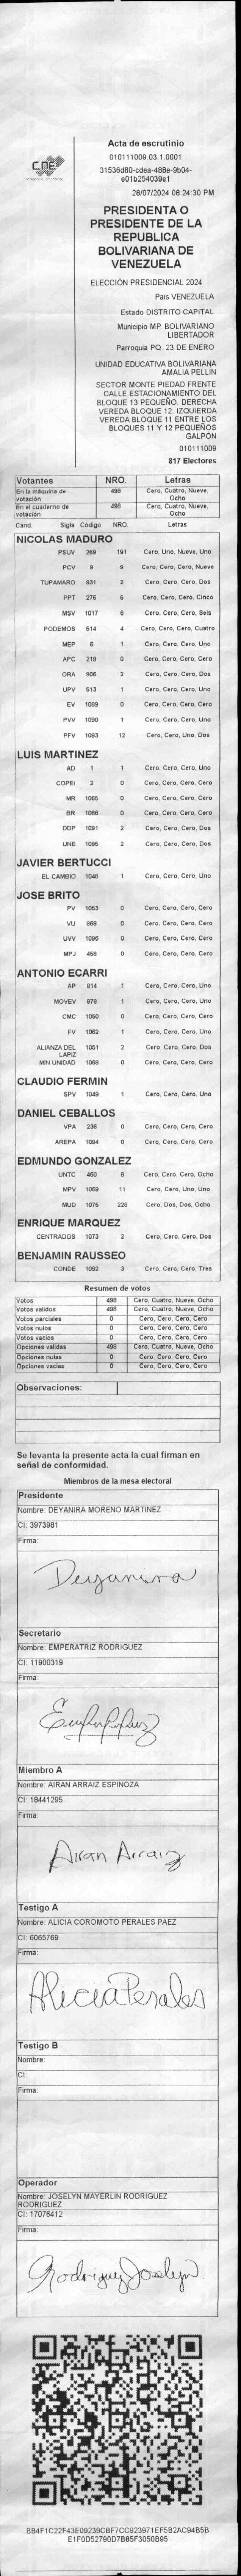 CNE
Acta de escrutinio
010111009.03.1.0001
31536d80-cdea-488e-9b04-
e01b254039e1
28/07/2024 08:24:30 PM
PRESIDENTA O
PRESIDENTE DE LA
REPUBLICA
BOLIVARIANA DE
VENEZUELA
ELECCIÓN PRESIDENCIAL 2024
Pais VENEZUELA
Estado DISTRITO CAPITAL
Municipio MP. BOLIVARIANO
LIBERTADOR
Parroquia PQ. 23 DE ENERO
UNIDAD EDUCATIVA BOLIVARIANA
AMALIA PELLÍN
SECTOR MONTE PIEDAD FRENTE
CALLE ESTACIONAMIENTO DEL
BLOQUE 13 PEQUEÑO. DERECHA
VEREDA BLOQUE 12. IZQUIERDA
VEREDA BLOQUE 11 ENTRE LOS
BLOQUES 11 Y 12 PEQUEÑOS
GALPÓN
010111009
817 Electores
Votantes NRO. Letras
En la máquina de votación 498 Cero, Cuatro, Nueve, Ocho
En el cuaderno de votación 498 Cero, Cuatro, Nueve, Ocho
Cand. Sigla Código NRO. Letras
NICOLAS MADURO
PSUV 269 191 Cero, Uno, Nueve, Uno
PCV 9 9 Cero, Cero, Cero, Nueve
TUPAMARO 931 2 Cero, Cero, Cero, Dos
PPT 276 5 Cero, Cero, Cero, Cinco
MSV 1017 6 Cero, Cero, Cero, Seis
PODEMOS 514 4 Cero, Cero, Cero, Cuatro
MEP 6 1 Cero, Cero, Cero, Uno
APC 219 0 Cero, Cero, Cero, Cero
ORA 906 2 Cero, Cero, Cero, Dos
UPV 513 1 Cero, Cero, Cero, Uno
EV 1089 0 Cero, Cero, Cero, Cero
PVV 1090 1 Cero, Cero, Cero, Uno
PFV 1093 12 Cero, Cero, Uno, Dos
LUIS MARTINEZ
AD 1 1 Cero, Cero, Cero, Uno
COPEI 2 0 Cero, Cero, Cero, Cero
MR 1065 0 Cero, Cero, Cero, Cero
BR 1066 0 Cero, Cero, Cero, Cero
DDP 1091 2 Cero, Cero, Cero, Dos
UNE 1095 2 Cero, Cero, Cero, Dos
JAVIER BERTUCCI
EL CAMBIO 1048 1 Cero, Cero, Cero, Uno
JOSE BRITO
PV 1053 0 Cero, Cero, Cero, Cero
VU 969 0 Cero, Cero, Cero, Cero
UVV 1096 0 Cero, Cero, Cero, Cero
MPJ 458 0 Cero, Cero, Cero, Cero
ANTONIO ECARRI
AP 814 1 Cero, Cero, Cero, Uno
MOVEV 978 1 Cero, Cero, Cero, Uno
CMC 1050 0 Cero, Cero, Cero, Cero
FV 1062 1 Cero, Cero, Cero, Uno
ALIANZA DEL LAPIZ 1051 2 Cero, Cero, Cero, Dos
MIN UNIDAD 1068 0 Cero, Cero, Cero, Cero
CLAUDIO FERMIN
SPV 1049 1 Cero, Cero, Cero, Uno
DANIEL CEBALLOS
VPA 236 0 Cero, Cero, Cero, Cero
AREPA 1094 0 Cero, Cero, Cero, Cero
EDMUNDO GONZALEZ
UNTC 460 8 Cero, Cero, Cero, Ocho
MPV 1069 11 Cero, Cero, Uno, Uno
MUD 1075 228 Cero, Dos, Dos, Ocho
ENRIQUE MARQUEZ
CENTRADOS 1073 2 Cero, Cero, Cero, Dos
BENJAMIN RAUSSEO
CONDE 1082 3 Cero, Cero, Cero, Tres
Resumen de votos
Votos 498 Cero, Cuatro, Nueve, Ocho
Votos validos 498 Cero, Cuatro, Nueve, Ocho
Votos parciales 0 Cero, Cero, Cero, Cero
Votos nulos 0 Cero, Cero, Cero, Cero
Votos vacios 0 Cero, Cero, Cero, Cero
Opciones validas 498 Cero, Cuatro, Nueve, Ocho
Opciones nulas 0 Cero, Cero, Cero, Cero
Opciones vacias 0 Cero, Cero, Cero, Cero
Observaciones:
Se levanta la presente acta la cual firman en
señal de conformidad.
Miembros de la mesa electoral
Presidente
Nombre: DEYANIRA MORENO MARTINEZ
CI: 3973981
Firma:
Deyanira
Secretario
Nombre: EMPERATRIZ RODRIGUEZ
CI: 11900319
Firma:
Miembro A
Nombre: AIRAN ARRAIZ ESPINOZA
CI: 18441295
Firma:
Airan Arraiz
Testigo A
Nombre: ALICIA COROMOTO PERALES PAEZ
CI: 6065769
Firma:
Alicia Perales
Testigo B
Nombre:
CI:
Firma:
Operador
Nombre: JOSELYN MAYERLIN RODRIGUEZ
RODRIGUEZ
CI: 17076412
Firma:
Rodriguez Joselyn
BB4F1C22F43E09239CBF7CC923971EF5B2AC94B5B
E1F0D52790D7B85F3050B95